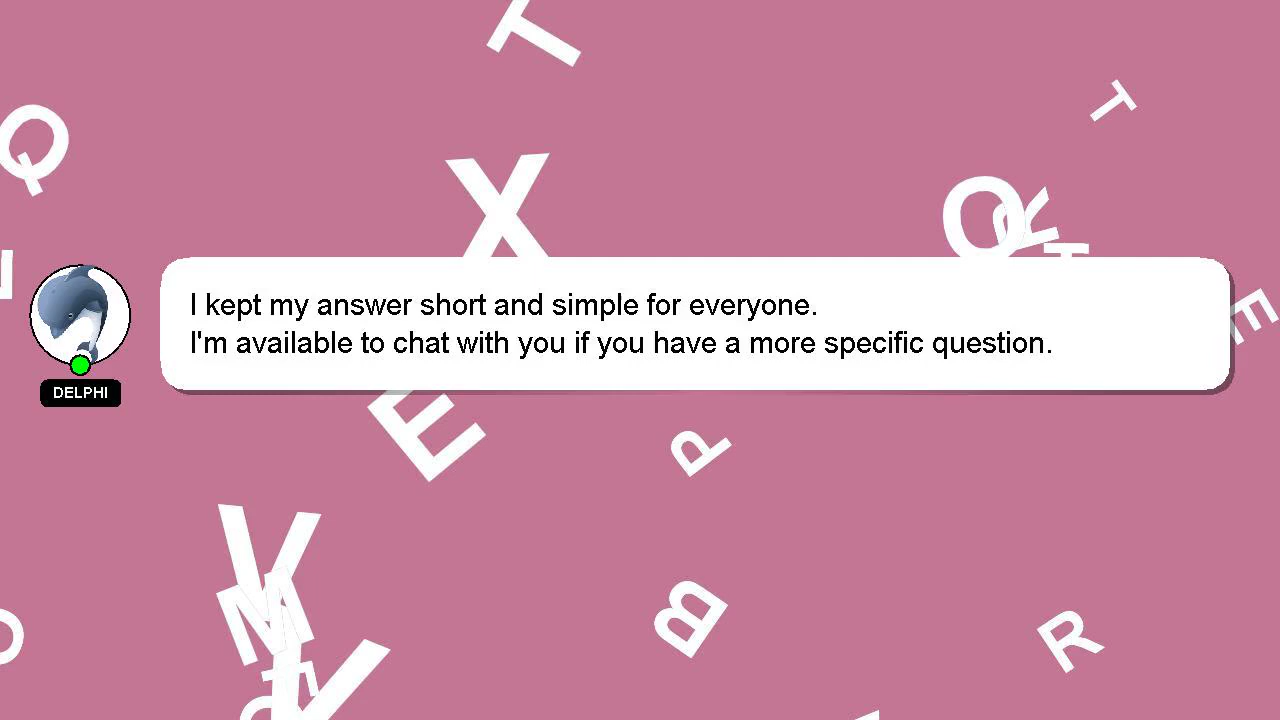 T
T
Q
X
Q
E
I kept my answer short and simple for everyone.
I'm available to chat with you if you have a more specific question.
DELPHI
E
P
V
M
B
R
V